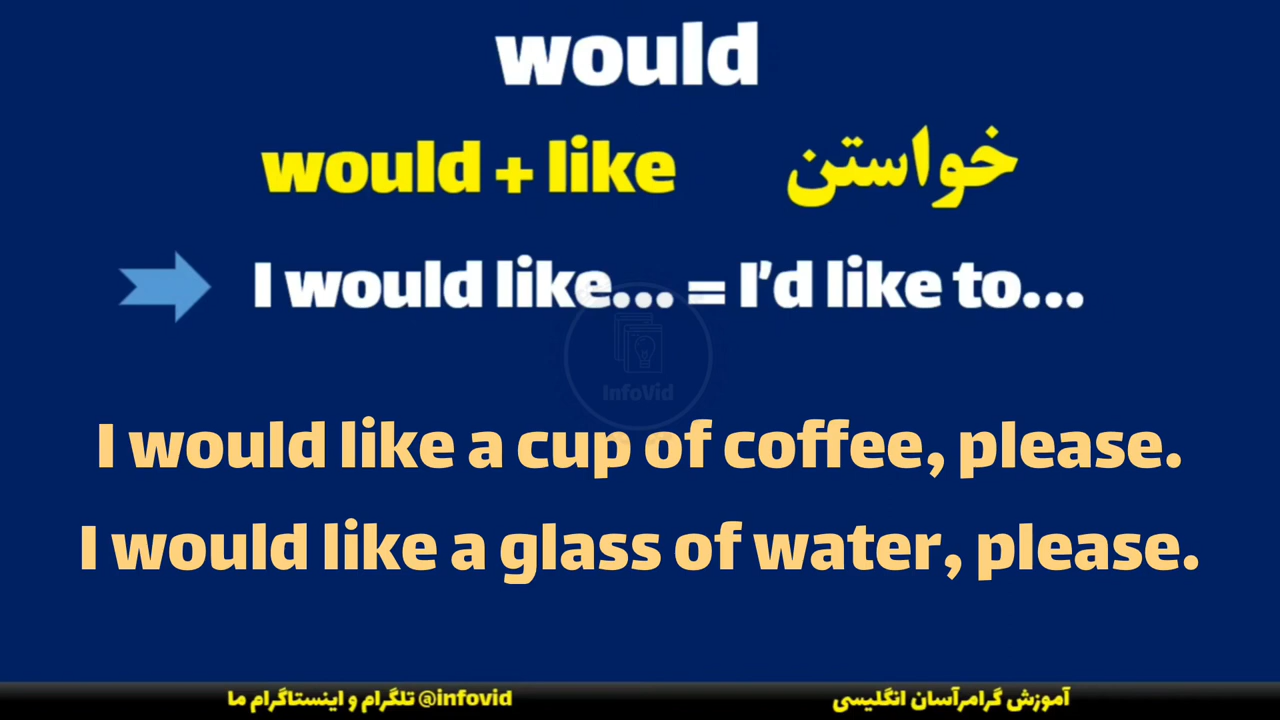 would
would + like خواستن
I would like... = I'd like to...
InfoVid
I would like a cup of coffee, please.
I would like a glass of water, please.
تلگرام و اینستاگرام ما @infovid
آموزش گرامرآسان انگلیسی